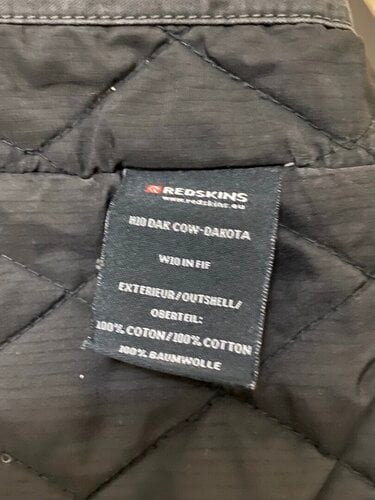 REDSKINS
www.redskins.eu
H10 DAK COW-DAKOTA
W10 IN FIF
EXTERIEUR/OUTSHELL/
OBERTEIL:
100% COTON/100% COTTON
100% BAUMWOLLE